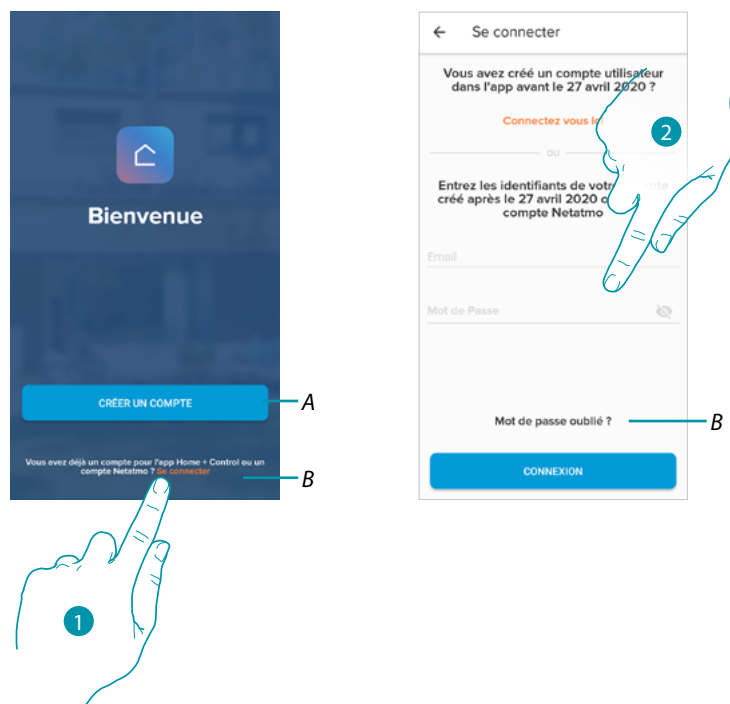 Bienvenue
CRÉER UN COMPTE
A
Vous avez déjà un compte pour l'app Home + Control ou un
compte Netatmo ? Se connecter
B
1
Se connecter
Vous avez créé un compte utilisateur
dans l'app avant le 27 avril 2020 ?
Connectez vous
ou
2
Entrez les identifiants de
créé après le 27 avril 2020
compte Netatmo
Email
Mot de Passe
Mot de passe oublié ?
B
CONNEXION